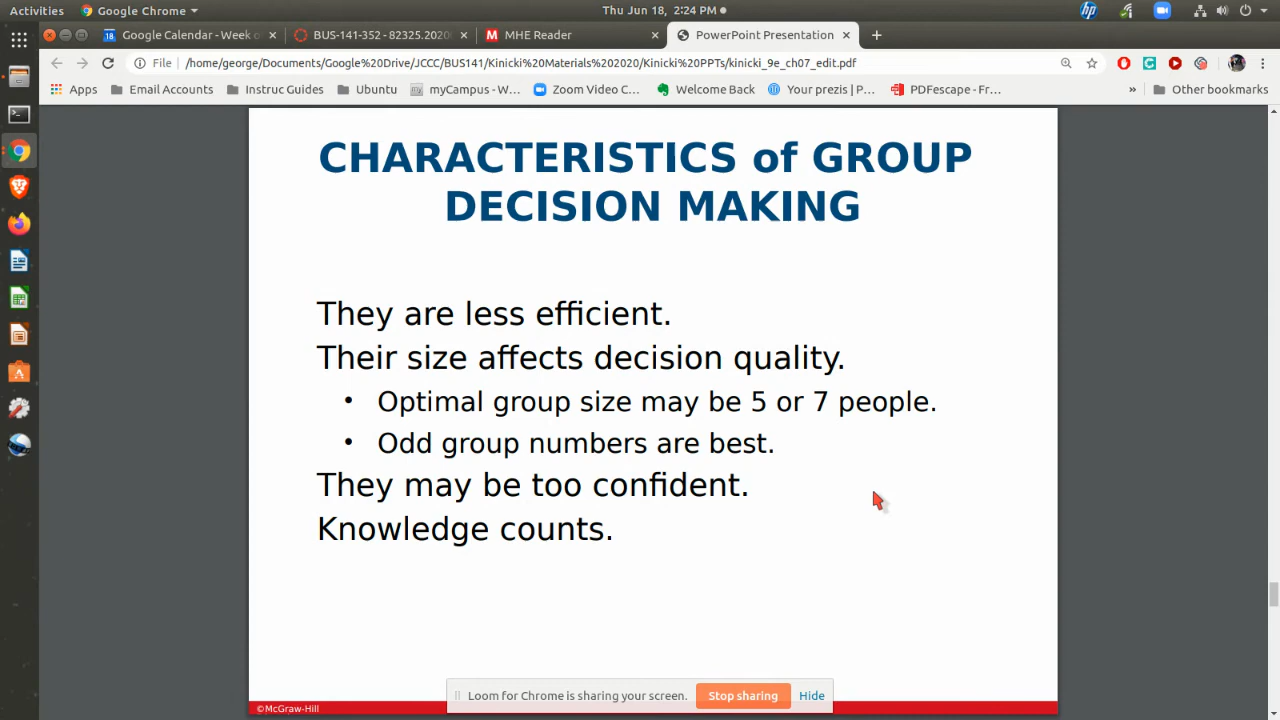 Activities
Google Chrome
Thu Jun 18, 2:24 PM
Google Calendar - Week o
BUS-141-352 - 82325.2020
MHE Reader
PowerPoint Presentation
File
/home/george/Documents/Google%20Drive/JCCC/BUS141/Kinicki%20Materials%202020/Kinicki%20PPTs/kinicki_9e_ch07_edit.pdf
Apps
Email Accounts
Instruc Guides
Ubuntu
myCampus - W...
Zoom Video C...
Welcome Back
Your prezis | P...
PDFescape - Fr...
»
Other bookmarks
CHARACTERISTICS of GROUP
DECISION MAKING
They are less efficient.
Their size affects decision quality.
• Optimal group size may be 5 or 7 people.
• Odd group numbers are best.
They may be too confident.
Knowledge counts.
Loom for Chrome is sharing your screen.
Stop sharing
Hide
©McGraw-Hill